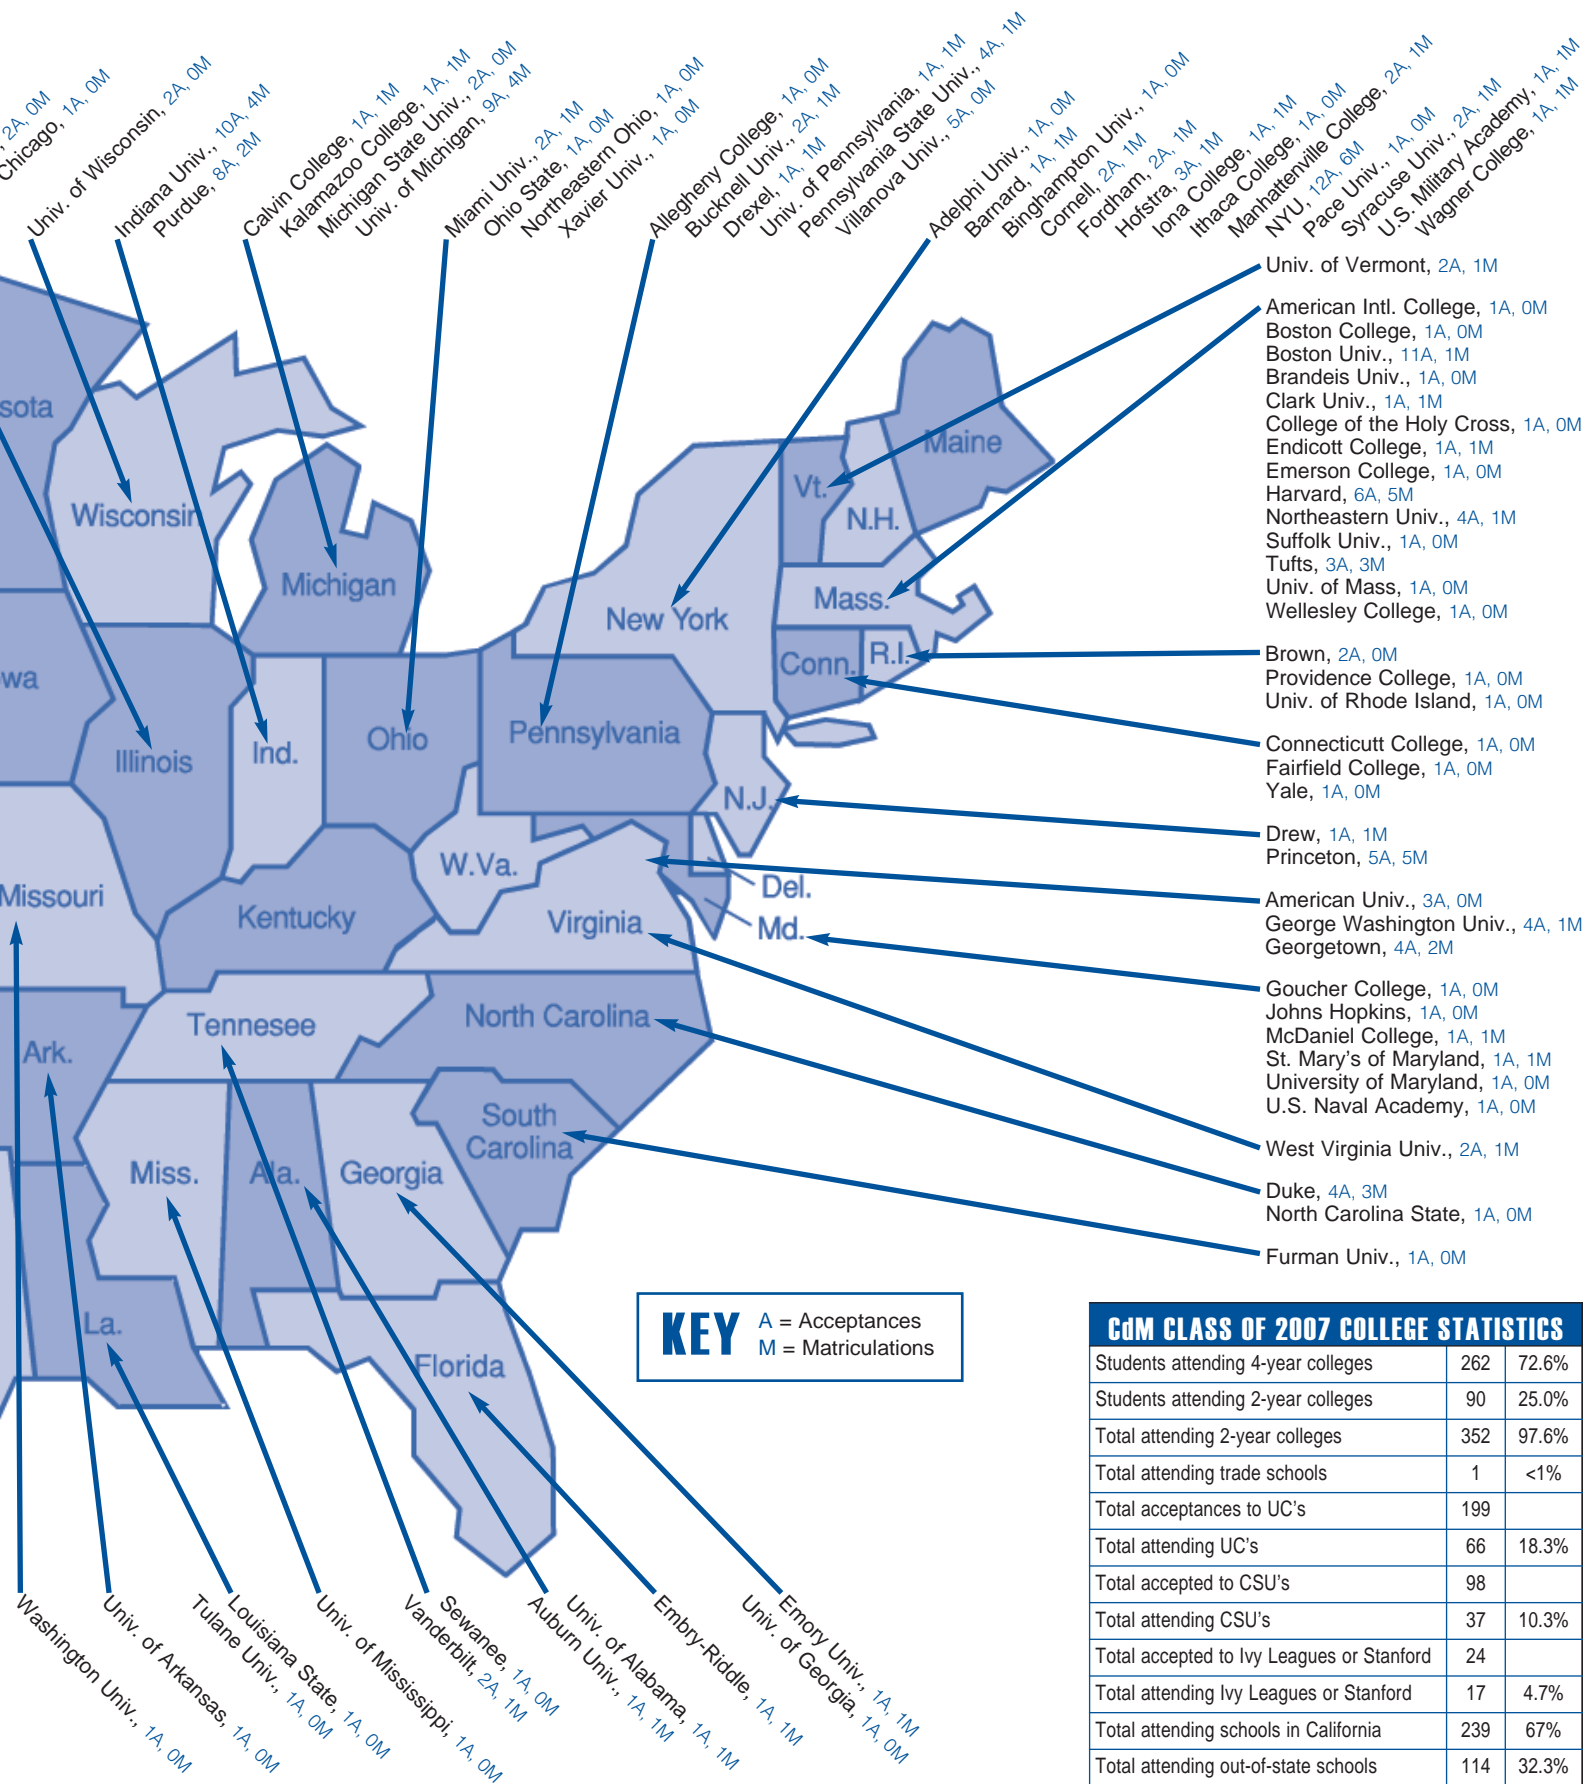 , 2A, 0M
Chicago, 1A, 0M
Univ. of Wisconsin, 2A, 0M
Indiana Univ., 10A, 4M
Purdue, 8A, 2M
Calvin College, 1A, 1M
Kalamazoo College, 1A, 1M
Michigan State Univ., 2A, 0M
Univ. of Michigan, 9A, 4M
Miami Univ., 2A, 1M
Ohio State, 1A, 0M
Northeastern Ohio, 1A, 0M
Xavier Univ., 1A, 0M
Allegheny College, 1A, 0M
Bucknell Univ., 2A, 1M
Drexel, 1A, 1M
Univ. of Pennsylvania, 1A, 1M
Pennsylvania State Univ., 4A, 1M
Villanova Univ., 5A, 0M
Adelphi Univ., 1A, 0M
Barnard, 1A, 1M
Binghampton Univ., 1A, 0M
Cornell, 2A, 1M
Fordham, 2A, 1M
Hofstra, 3A, 1M
Iona College, 1A, 1M
Ithaca College, 1A, 0M
Manhattenville College, 2A, 1M
NYU, 12A, 6M
Pace Univ., 1A, 0M
Syracuse Univ., 2A, 1M
U.S. Military Academy, 1A, 1M
Wagner College, 1A, 1M
Univ. of Vermont, 2A, 1M
American Intl. College, 1A, 0M
Boston College, 1A, 0M
Boston Univ., 11A, 1M
Brandeis Univ., 1A, 0M
Clark Univ., 1A, 1M
College of the Holy Cross, 1A, 0M
Endicott College, 1A, 1M
Emerson College, 1A, 0M
Harvard, 6A, 5M
Northeastern Univ., 4A, 1M
Suffolk Univ., 1A, 0M
Tufts, 3A, 3M
Univ. of Mass, 1A, 0M
Wellesley College, 1A, 0M
Brown, 2A, 0M
Providence College, 1A, 0M
Univ. of Rhode Island, 1A, 0M
Connecticutt College, 1A, 0M
Fairfield College, 1A, 0M
Yale, 1A, 0M
Drew, 1A, 1M
Princeton, 5A, 5M
American Univ., 3A, 0M
George Washington Univ., 4A, 1M
Georgetown, 4A, 2M
Goucher College, 1A, 0M
Johns Hopkins, 1A, 0M
McDaniel College, 1A, 1M
St. Mary's of Maryland, 1A, 1M
University of Maryland, 1A, 0M
U.S. Naval Academy, 1A, 0M
West Virginia Univ., 2A, 1M
Duke, 4A, 3M
North Carolina State, 1A, 0M
Furman Univ., 1A, 0M
sota
Wisconsin
Michigan
Maine
Vt.
N.H.
New York
Mass.
Conn.
R.I.
wa
Illinois
Ind.
Ohio
Pennsylvania
N.J.
Missouri
Kentucky
W.Va.
Virginia
Del.
Md.
Ark.
Tennesee
North Carolina
Miss.
Ala.
Georgia
South
Carolina
La.
Florida
KEY
A = Acceptances
M = Matriculations
Washington Univ., 1A, 0M
Univ. of Arkansas, 1A, 0M
Louisiana State, 1A, 0M
Tulane Univ., 1A, 0M
Univ. of Mississippi, 1A, 0M
Sewanee, 1A, 0M
Vanderbilt, 2A, 1M
Univ. of Alabama, 1A, 1M
Auburn Univ., 1A, 1M
Embry-Riddle, 1A, 1M
Emory Univ., 1A, 1M
Univ. of Georgia, 1A, 0M
CdM CLASS OF 2007 COLLEGE STATISTICS
Students attending 4-year colleges 262 72.6%
Students attending 2-year colleges 90 25.0%
Total attending 2-year colleges 352 97.6%
Total attending trade schools 1 <1%
Total acceptances to UC's 199
Total attending UC's 66 18.3%
Total accepted to CSU's 98
Total attending CSU's 37 10.3%
Total accepted to Ivy Leagues or Stanford 24
Total attending Ivy Leagues or Stanford 17 4.7%
Total attending schools in California 239 67%
Total attending out-of-state schools 114 32.3%